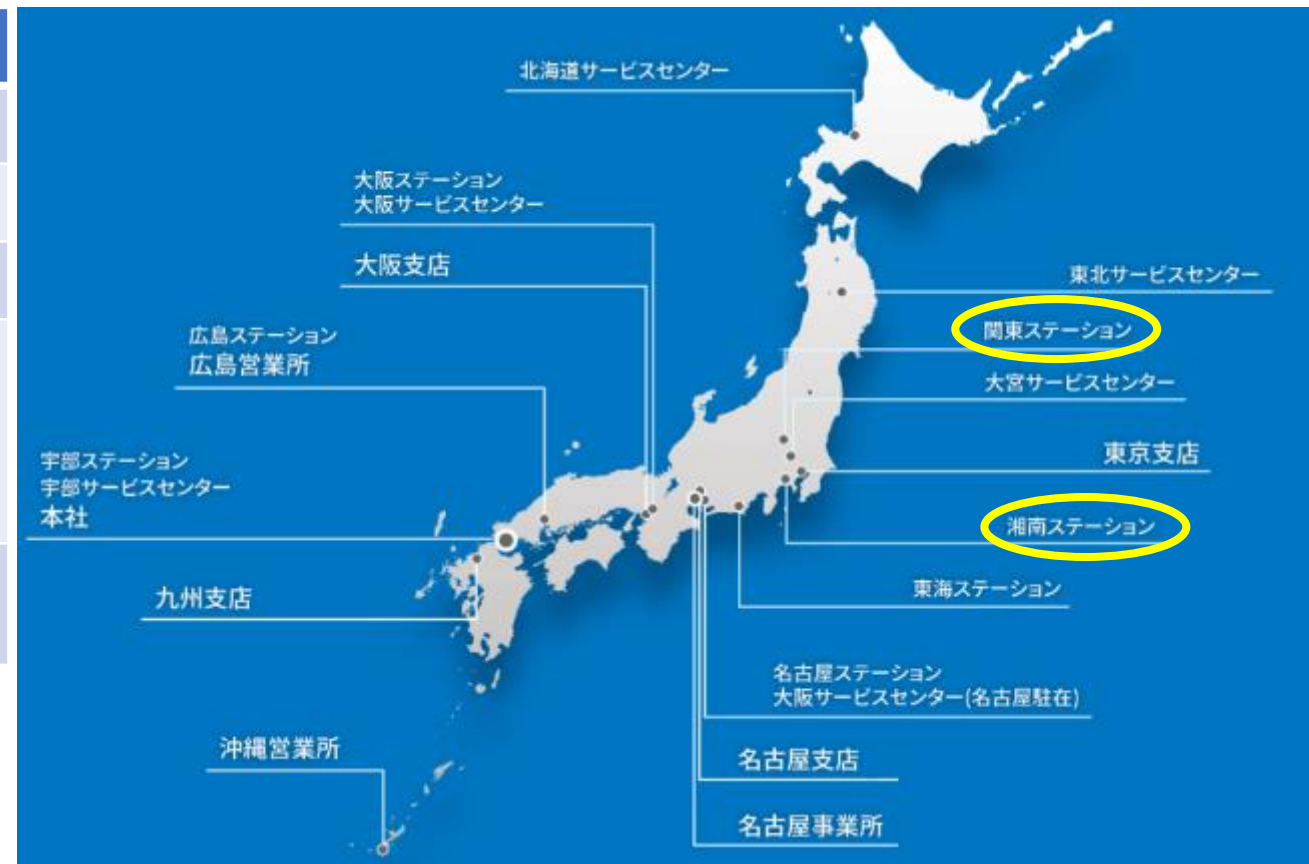 北海道サービスセンター
大阪ステーション
大阪サービスセンター
大阪支店
東北サービスセンター
関東ステーション
広島ステーション
広島営業所
大宮サービスセンター
東京支店
宇部ステーション
宇部サービスセンター
本社
湘南ステーション
九州支店
東海ステーション
名古屋ステーション
大阪サービスセンター(名古屋駐在)
沖縄営業所
名古屋支店
名古屋事業所